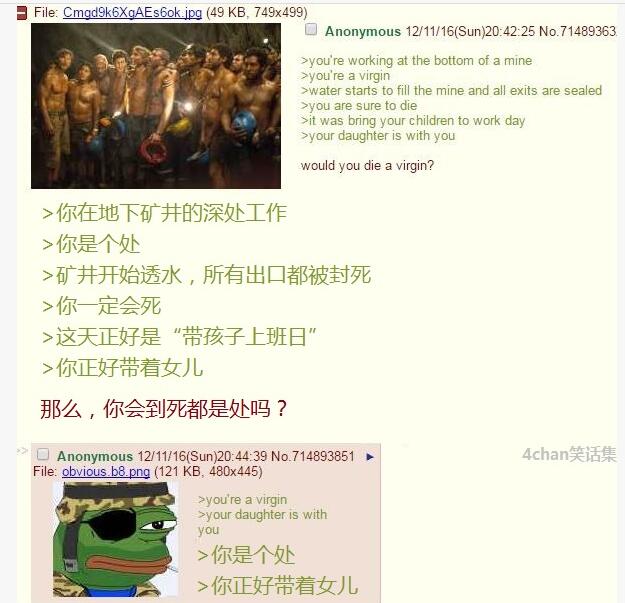 File: Cmgd9k6XgAEs6ok.jpg (49 KB, 749x499)
Anonymous 12/11/16(Sun)20:42:25 No.71489363
>you're working at the bottom of a mine
>you're a virgin
>water starts to fill the mine and all exits are sealed
>you are sure to die
>it was bring your children to work day
>your daughter is with you
would you die a virgin?
>你在地下矿井的深处工作
>你是个处
>矿井开始透水，所有出口都被封死
>你一定会死
>这天正好是“带孩子上班日”
>你正好带着女儿
那么，你会到死都是处吗？
>> Anonymous 12/11/16(Sun)20:44:39 No.714893851 ▶
4chan笑话集
File: obvious.b8.png (121 KB, 480x445)
>you're a virgin
>your daughter is with
you
>你是个处
>你正好带着女儿